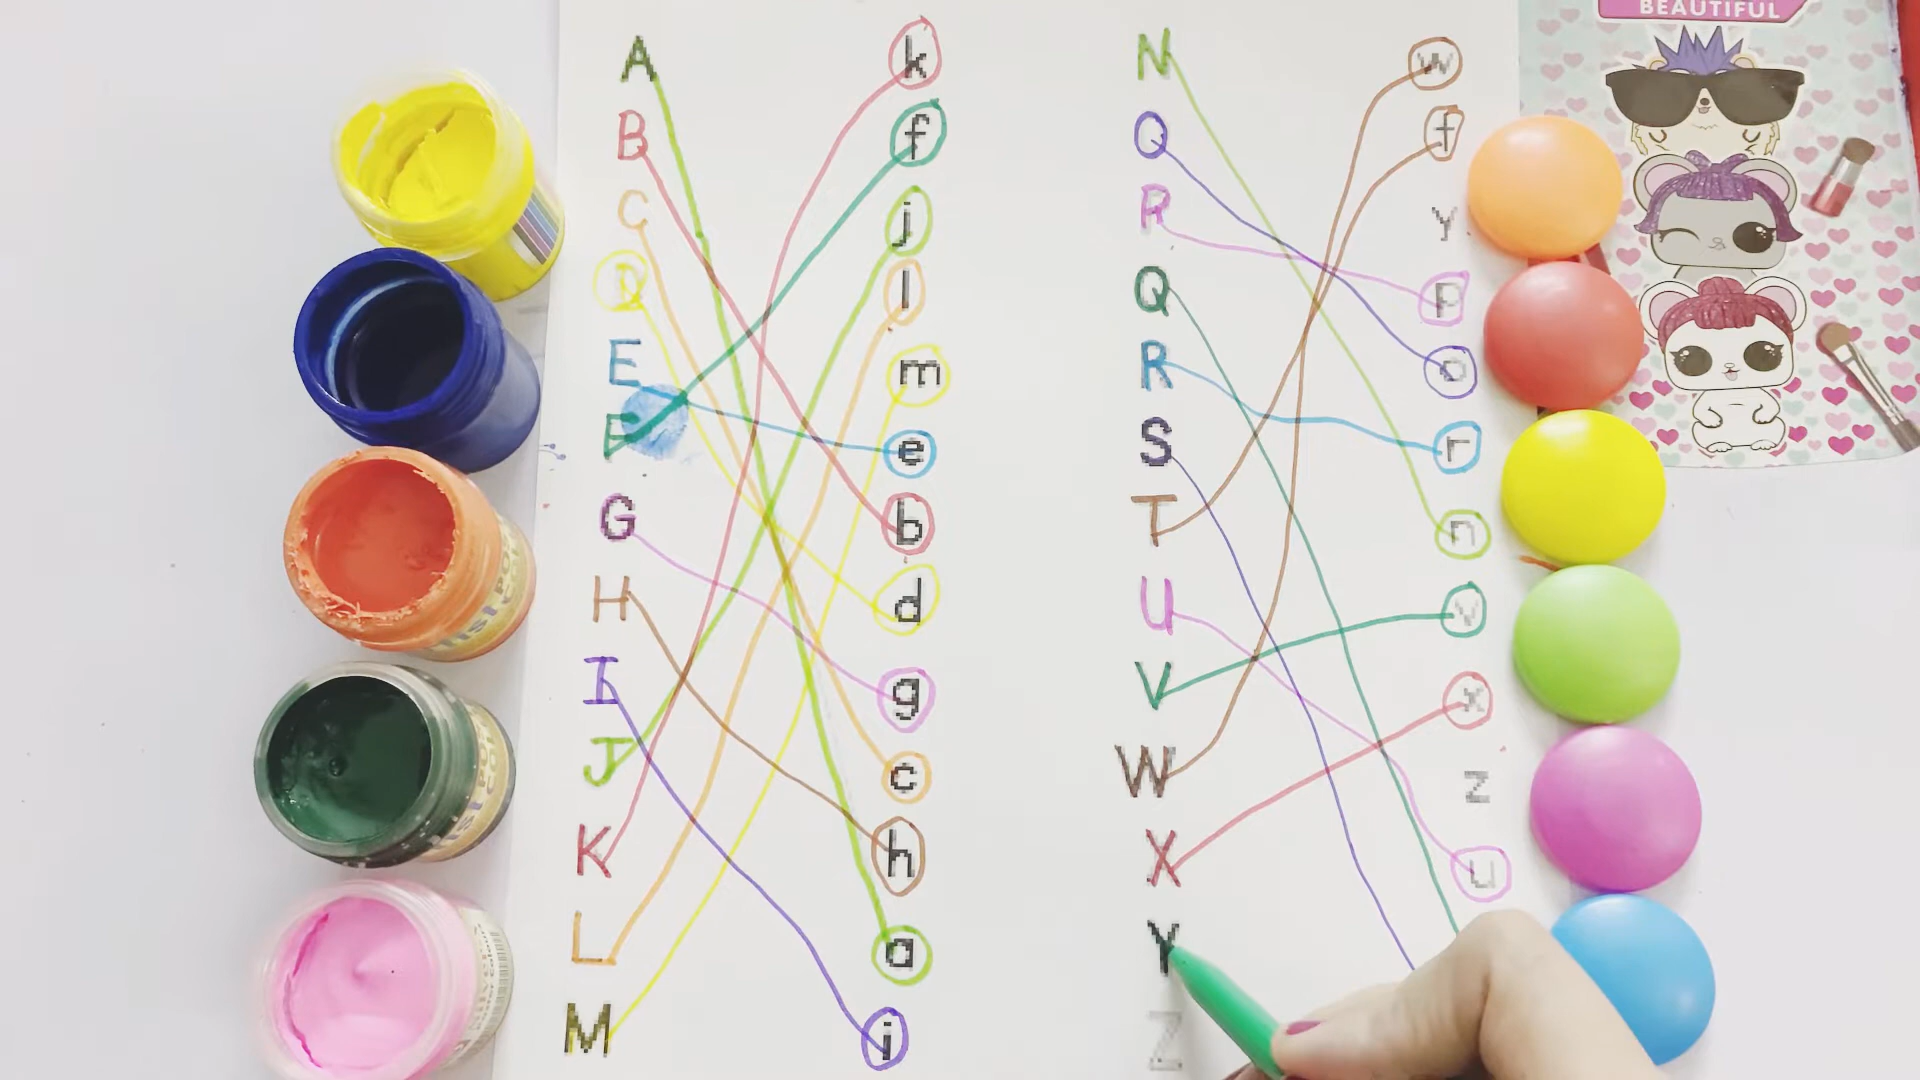 BEAUTIFUL
A k
B f
C j
D l
E m
F e
G b
H d
I g
J c
K h
L a
M i
N w
O t
R y
Q p
R o
S r
T n
U v
V x
W z
X u
Y
Z